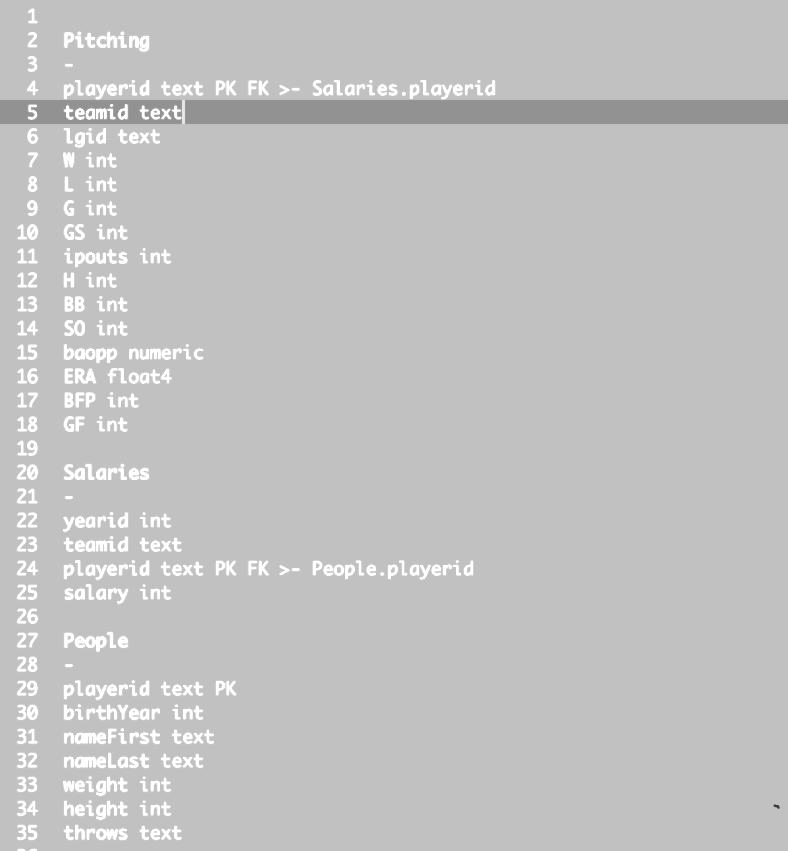 1
2 Pitching
3 -
4 playerid text PK FK >- Salaries.playerid
5 teamid text
6 lgid text
7 W int
8 L int
9 G int
10 GS int
11 ipouts int
12 H int
13 BB int
14 SO int
15 baopp numeric
16 ERA float4
17 BFP int
18 GF int
19
20 Salaries
21 -
22 yearid int
23 teamid text
24 playerid text PK FK >- People.playerid
25 salary int
26
27 People
28 -
29 playerid text PK
30 birthYear int
31 nameFirst text
32 nameLast text
33 weight int
34 height int
35 throws text